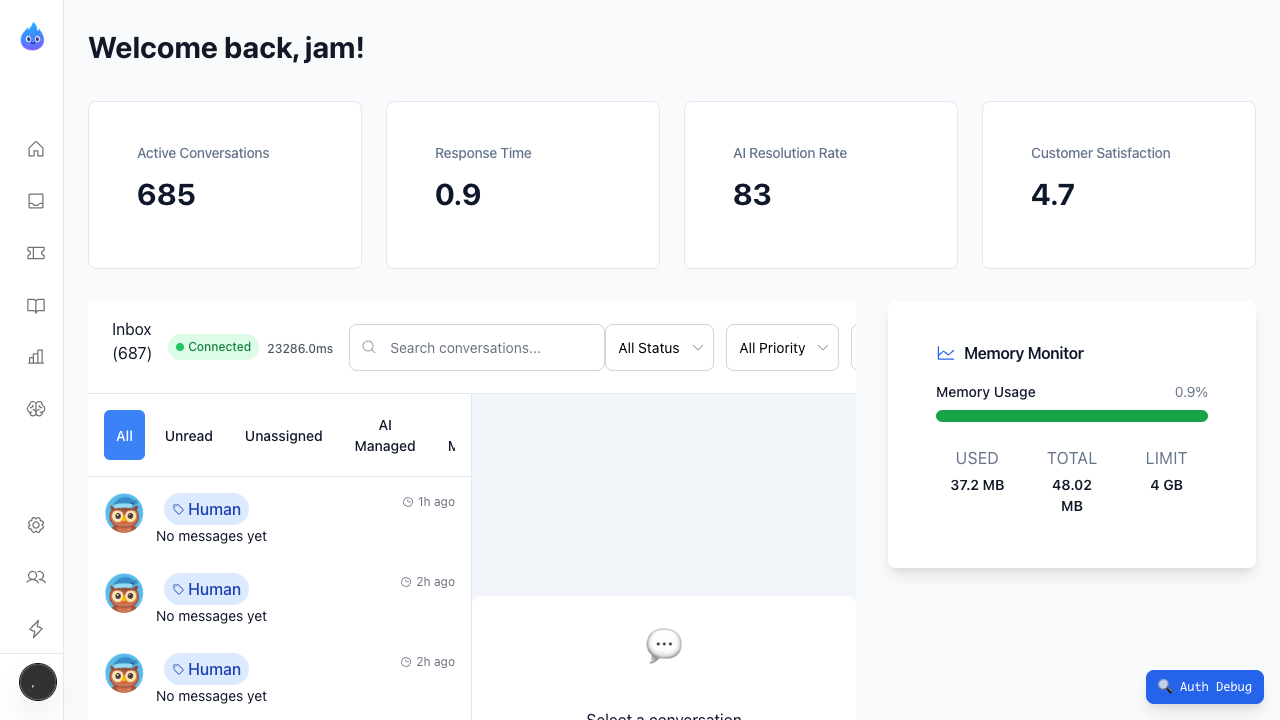 Welcome back, jam!
Active Conversations
685
Response Time
0.9
AI Resolution Rate
83
Customer Satisfaction
4.7
Inbox
(687)
Connected
23286.0ms
Search conversations...
All Status
All Priority
All
Unread
Unassigned
AI
Managed
Human
1h ago
No messages yet
Human
2h ago
No messages yet
Human
2h ago
No messages yet
Select a conversation
Memory Monitor
Memory Usage
0.9%
USED
TOTAL
LIMIT
37.2 MB
48.02
MB
4 GB
Auth Debug